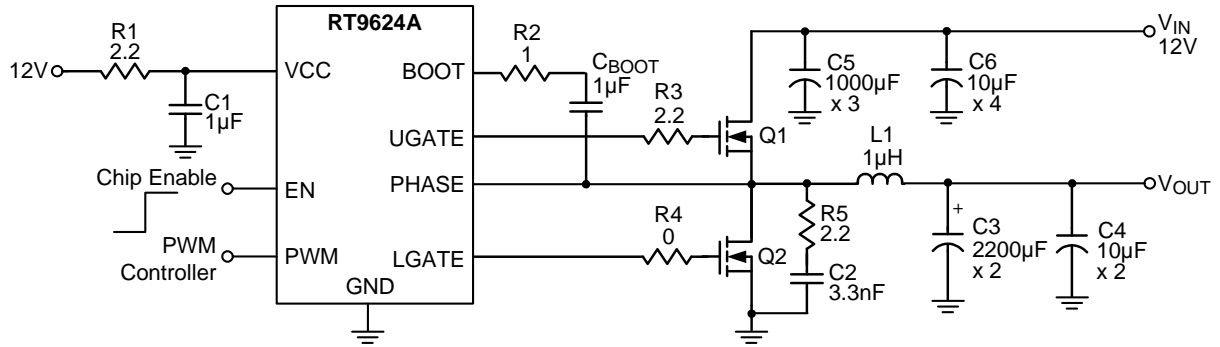 RT9624A
12V
R1
2.2
C1
1µF
VCC
Chip Enable
EN
PWM
Controller
PWM
GND
BOOT
UGATE
PHASE
LGATE
R2
1
CBOOT
1µF
R3
2.2
Q1
R4
0
Q2
R5
2.2
C2
3.3nF
C5
1000µF
x 3
C6
10µF
x 4
VIN
12V
L1
1µH
VOUT
+
C3
2200µF
x 2
C4
10µF
x 2